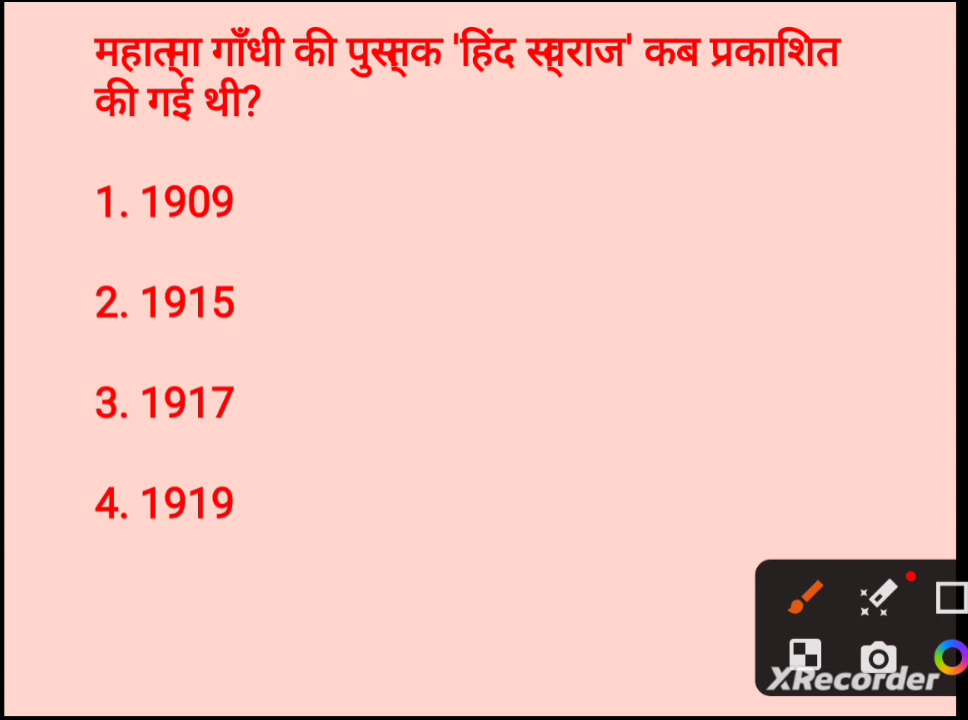 महात्मा गाँधी की पुस्तक 'हिंद स्वराज' कब प्रकाशित
की गई थी?
1. 1909
2. 1915
3. 1917
4. 1919
XRecorder